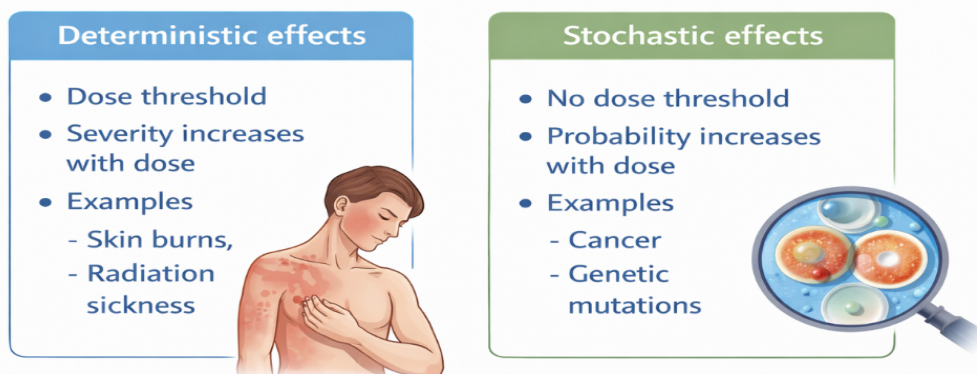 Deterministic effects
• Dose threshold
• Severity increases
with dose
• Examples
- Skin burns,
- Radiation
sickness
Stochastic effects
• No dose threshold
• Probability increases
with dose
• Examples
- Cancer
- Genetic
mutations